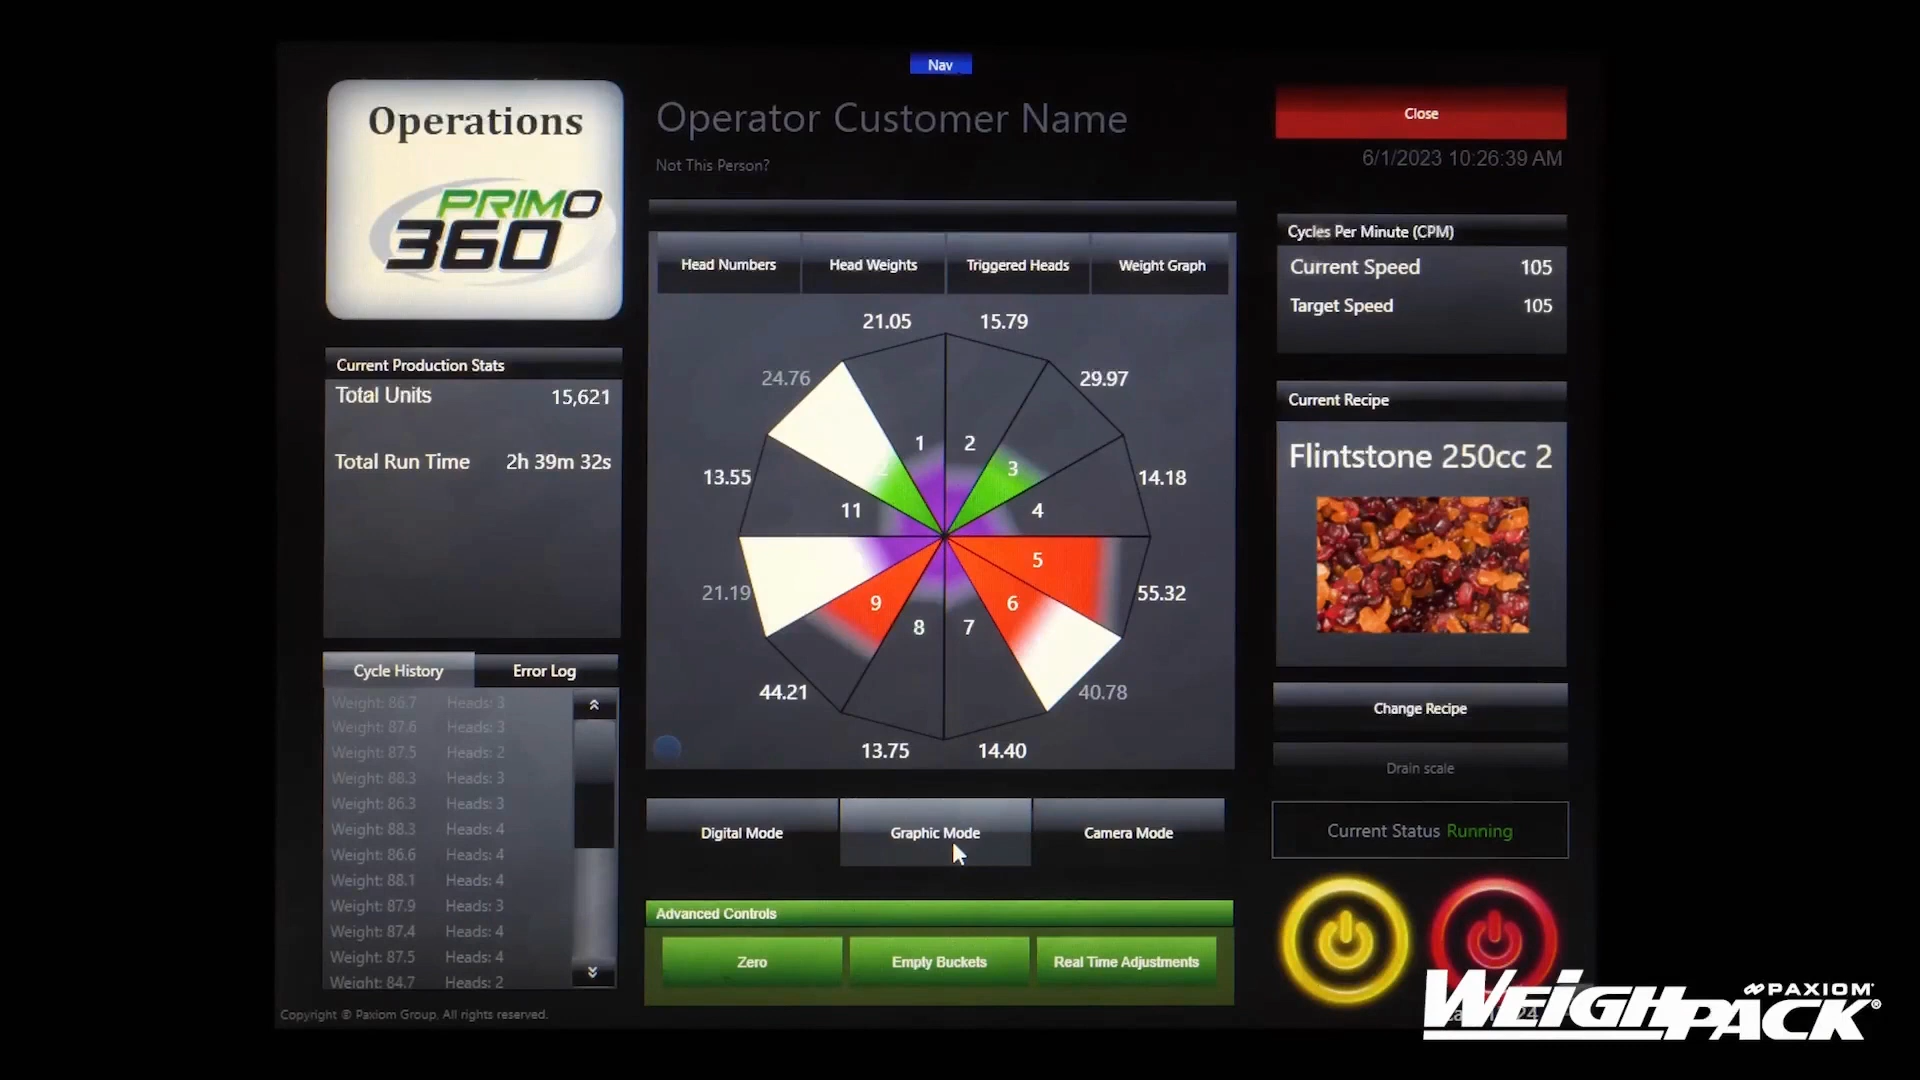 Nav
Operations
PRIMO
360
Operator Customer Name
Not This Person?
Close
6/1/2023 10:26:39 AM
Current Production Stats
Total Units 15,621
Total Run Time 2h 39m 32s
Cycle History Error Log
Weight: 86.7 Heads: 3
Weight: 87.6 Heads: 3
Weight: 87.5 Heads: 2
Weight: 88.3 Heads: 3
Weight: 86.3 Heads: 3
Weight: 88.3 Heads: 4
Weight: 86.6 Heads: 4
Weight: 88.1 Heads: 4
Weight: 87.9 Heads: 3
Weight: 87.4 Heads: 4
Weight: 87.5 Heads: 4
Weight: 84.7 Heads: 2
Copyright © Paxiom Group, All rights reserved.
Head Numbers Head Weights Triggered Heads Weight Graph
21.05 15.79
24.76 29.97
1 2
3
13.55 14.18
11 4
5
21.19 55.32
9 6
8 7
44.21 40.78
13.75 14.40
Digital Mode Graphic Mode Camera Mode
Advanced Controls
Zero Empty Buckets Real Time Adjustments
Cycles Per Minute (CPM)
Current Speed 105
Target Speed 105
Current Recipe
Flintstone 250cc 2
Change Recipe
Drain scale
Current Status Running
PAXIOM
WEIGHPACK®